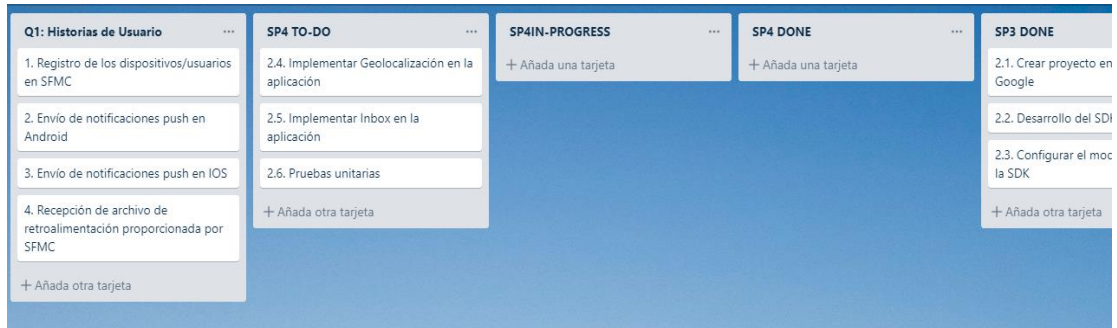 Q1: Historias de Usuario
1. Registro de los dispositivos/usuarios
en SFMC
2. Envío de notificaciones push en
Android
3. Envío de notificaciones push en IOS
4. Recepción de archivo de
retroalimentación proporcionada por
SFMC
+ Añada otra tarjeta
SP4 TO-DO
2.4. Implementar Geolocalización en la
aplicación
2.5. Implementar Inbox en la
aplicación
2.6. Pruebas unitarias
+ Añada otra tarjeta
SP4IN-PROGRESS
+ Añada una tarjeta
SP4 DONE
+ Añada una tarjeta
SP3 DONE
2.1. Crear proyecto en
Google
2.2. Desarrollo del
2.3. Configurar el
la SDK
+ Añada otra tarjeta